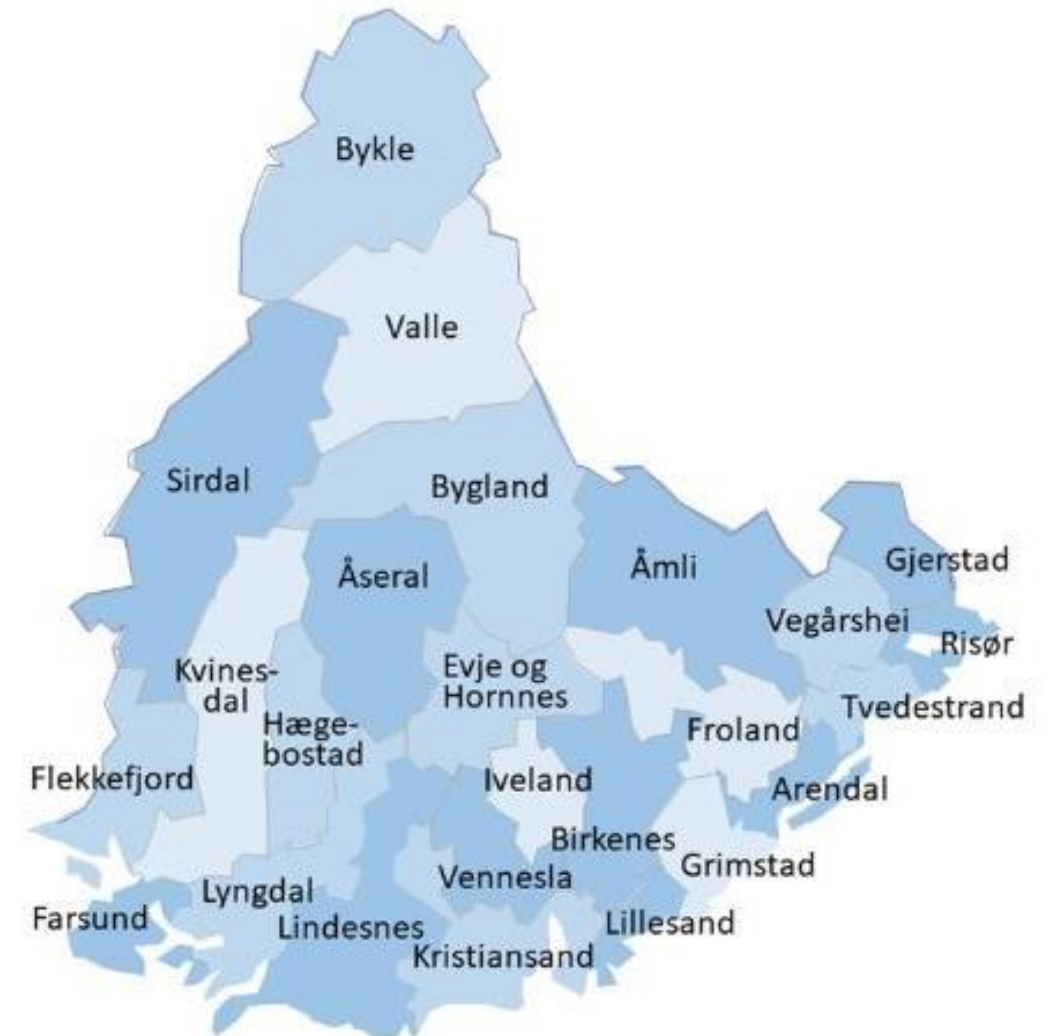 Bykle
Valle
Sirdal
Bygland
Åseral
Åmli
Gjerstad
Vegårshei
Risør
Kvines-
dal
Evje og
Hornnes
Hæge-
bostad
Froland
Tvedestrand
Flekkefjord
Iveland
Arendal
Birkenes
Grimstad
Vennesla
Lyngdal
Farsund
Lindesnes
Lillesand
Kristiansand